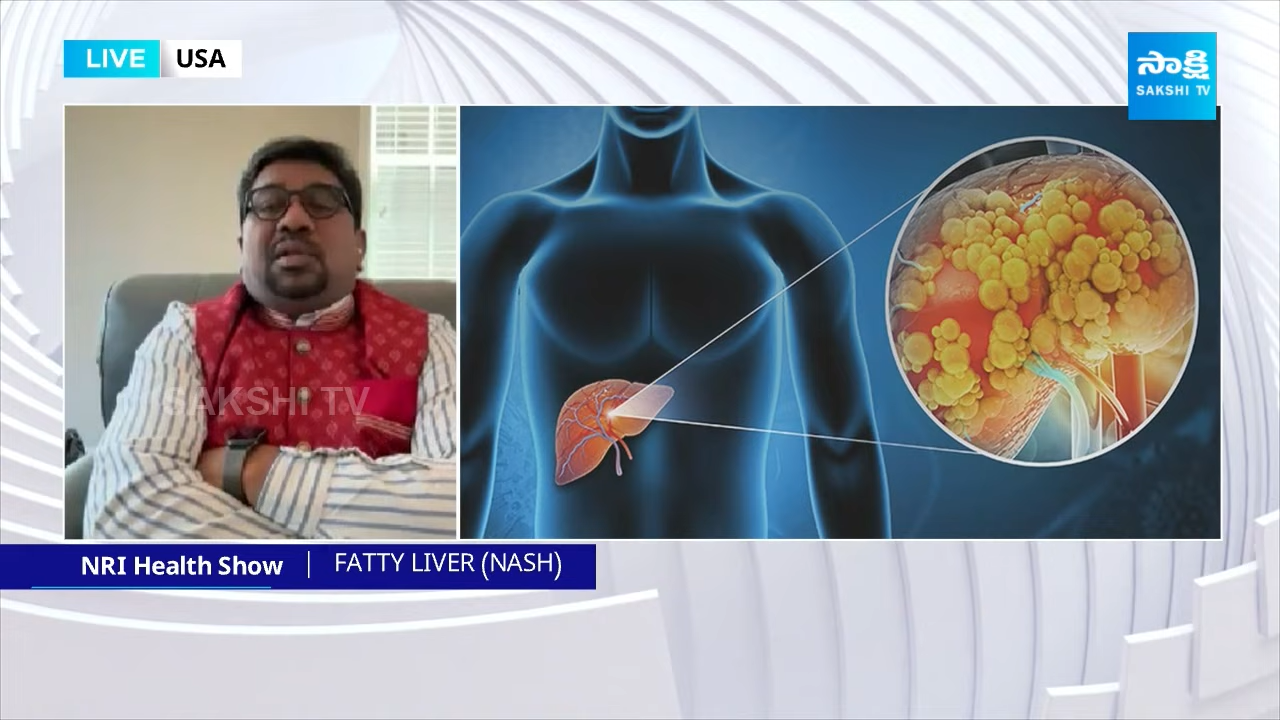 LIVE USA
సాక్షి
SAKSHI TV
SAKSHI TV
NRI Health Show | FATTY LIVER (NASH)